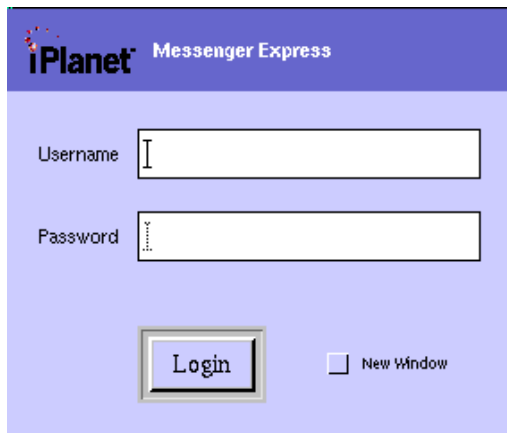 iPlanet
Messenger Express
Username
Password
Login
New Window